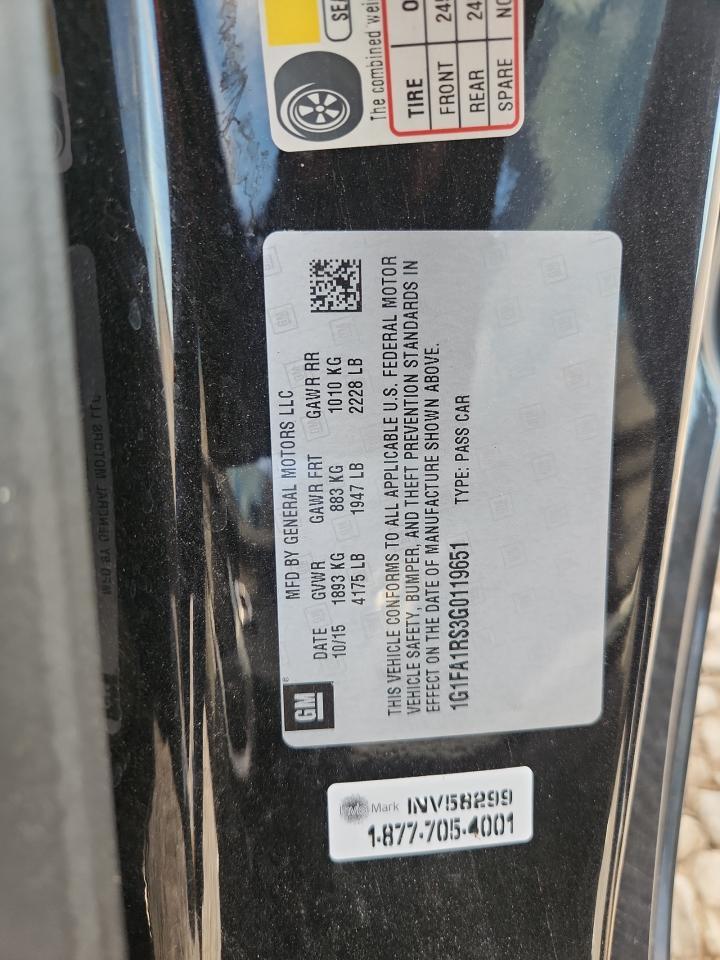 GM
®
MFD BY GENERAL MOTORS LLC
DATE GVWR GAWR FRT GAWR RR
10/15 1893 KG 883 KG 1010 KG
4175 LB 1947 LB 2228 LB
THIS VEHICLE CONFORMS TO ALL APPLICABLE U.S. FEDERAL MOTOR
VEHICLE SAFETY, BUMPER, AND THEFT PREVENTION STANDARDS IN
EFFECT ON THE DATE OF MANUFACTURE SHOWN ABOVE.
1G1FA1RS3G0119651 TYPE: PASS CAR
Mark INV58299
1-877-705-4001
The combined
TIRE
FRONT
REAR
SPARE